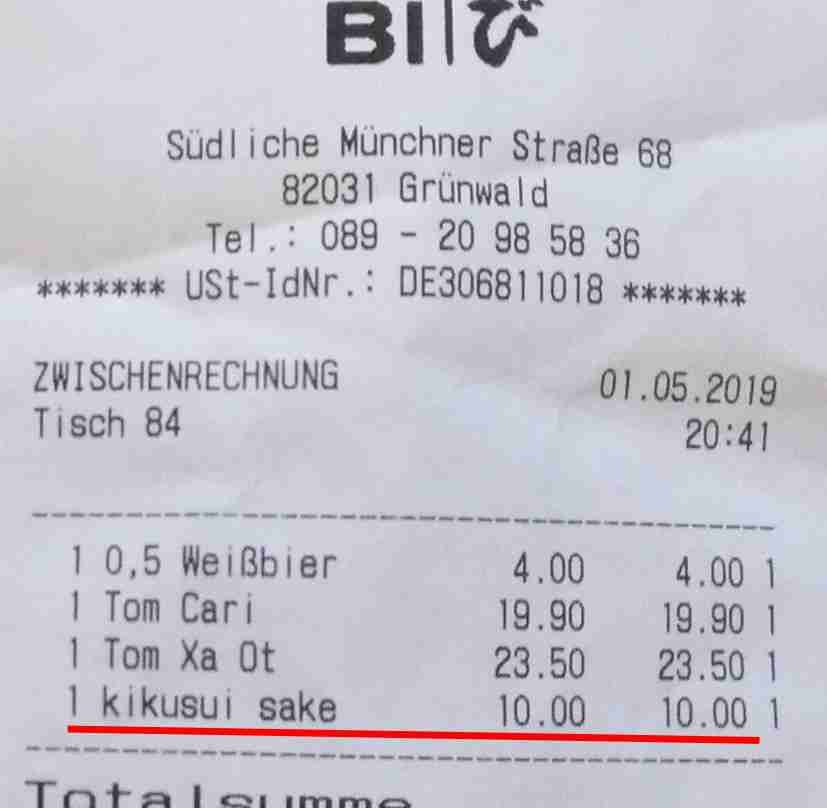 BIび
Südliche Münchner Straße 68
82031 Grünwald
Tel.: 089 - 20 98 58 36
******* USt-IdNr.: DE306811018 *******
ZWISCHENRECHNUNG 01.05.2019
Tisch 84 20:41
1 0,5 Weißbier 4.00 4.00 1
1 Tom Cari 19.90 19.90 1
1 Tom Xa Ot 23.50 23.50 1
1 kikusui sake 10.00 10.00 1
Totalsumme